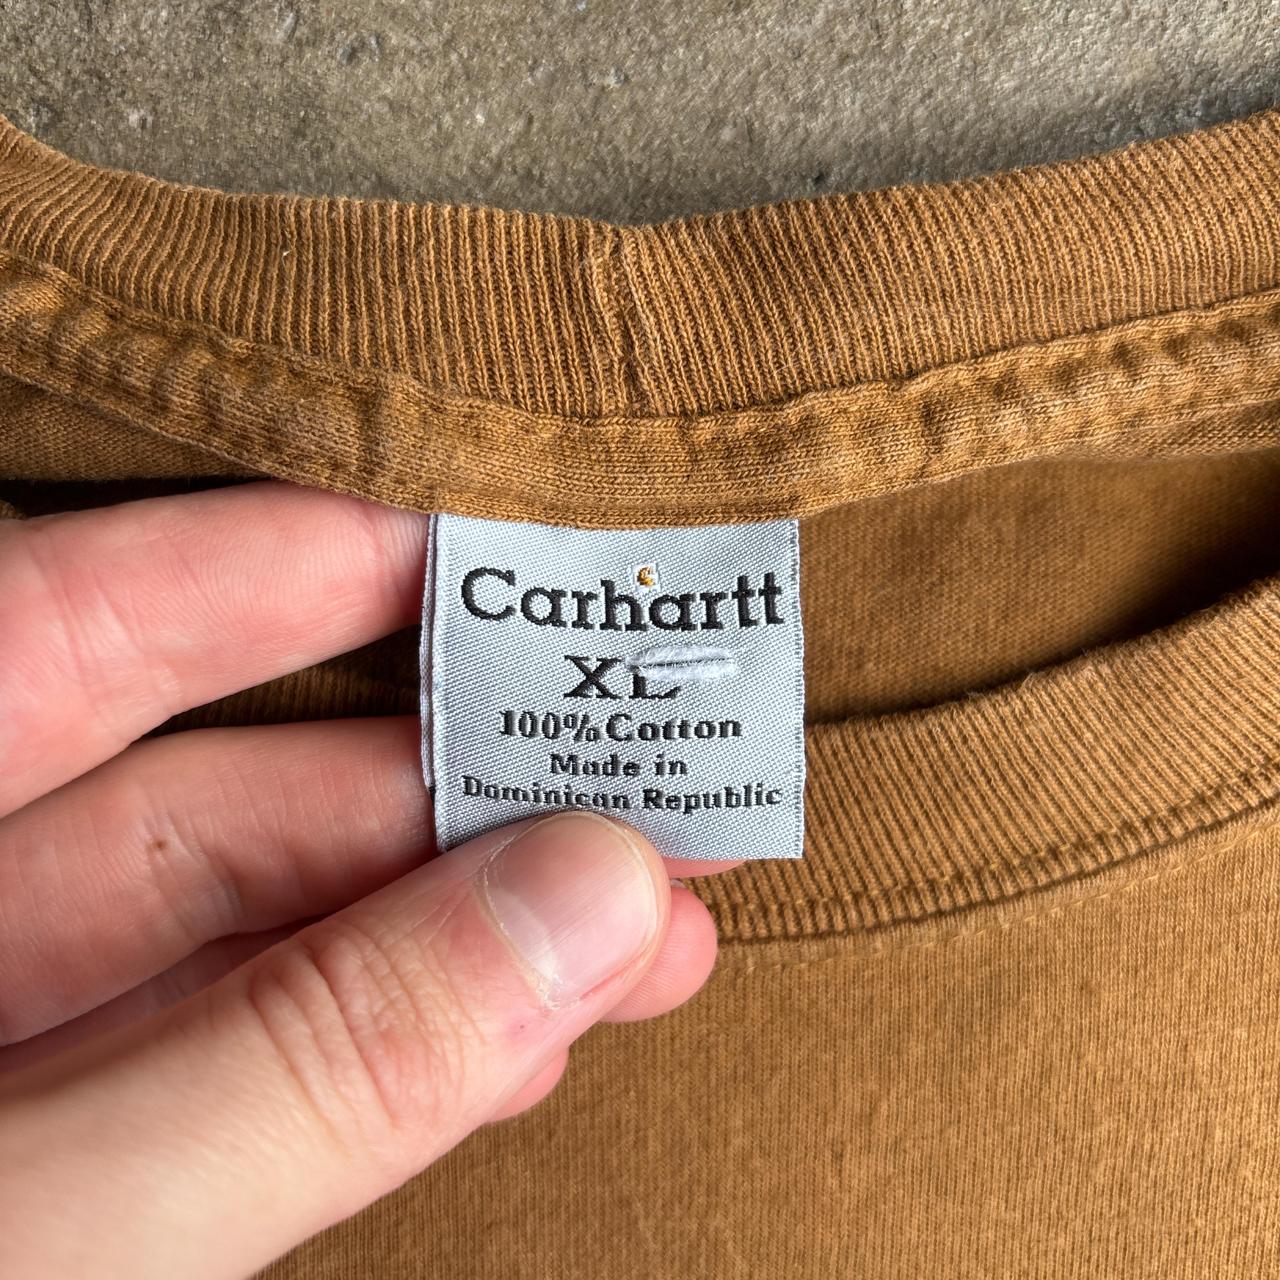 Carhartt
XL
100% Cotton
Made in
Dominican Republic